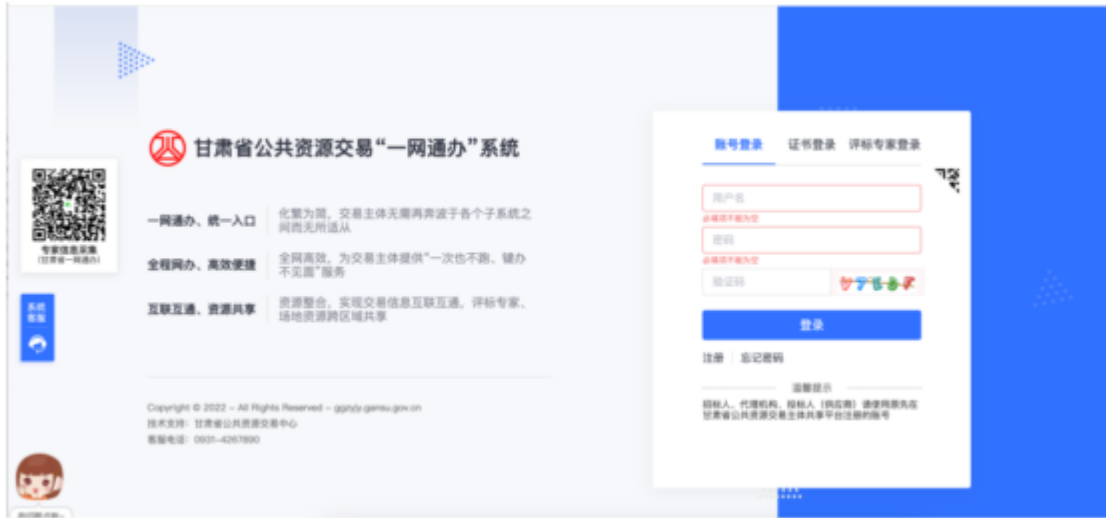 甘肃省公共资源交易“一网通办”系统
一网通办、统一入口
化繁为简，交易主体无需再奔波于各个子系统之
间而无所适从
全程网办、高效便捷
全网高效，为交易主体提供“一次也不跑、键办
不见面”服务
互联互通、资源共享
资源整合，实现交易信息互联互通，评标专家、
场地资源跨区域共享
Copyright © 2022 - All Rights Reserved - ggzyjy.gansu.gov.cn
技术支持：甘肃省公共资源交易中心
客服电话：0931-4267890
专家信息采集
(甘肃省一网通办)
系统
客服
账号登录 证书登录 评标专家登录
用户名
必填项不能为空
密码
必填项不能为空
验证码
登录
注册 忘记密码
温馨提示
招标人、代理机构、投标人（供应商）请使用原先在
甘肃省公共资源交易主体共享平台注册的账号